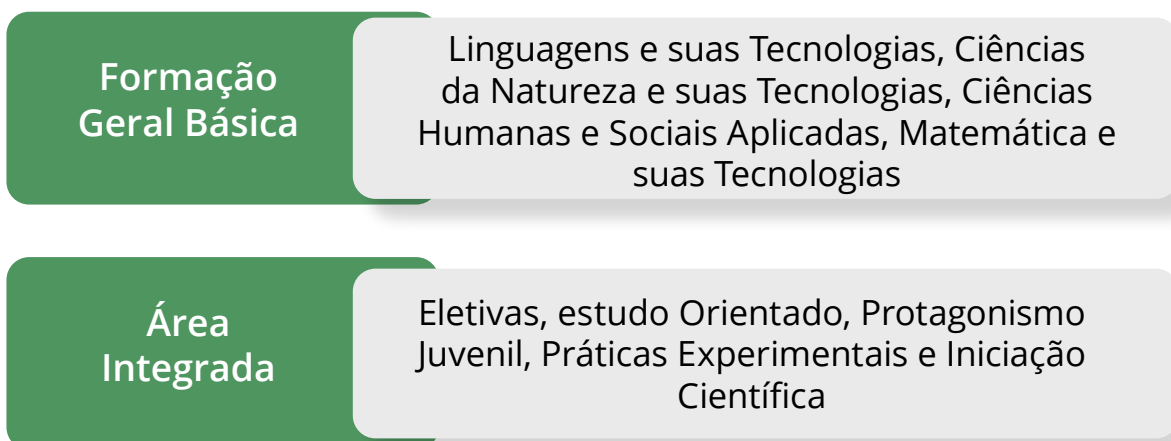 Formação
Geral Básica
Linguagens e suas Tecnologias, Ciências
da Natureza e suas Tecnologias, Ciências
Humanas e Sociais Aplicadas, Matemática e
suas Tecnologias
Área
Integrada
Eletivas, estudo Orientado, Protagonismo
Juvenil, Práticas Experimentais e Iniciação
Científica